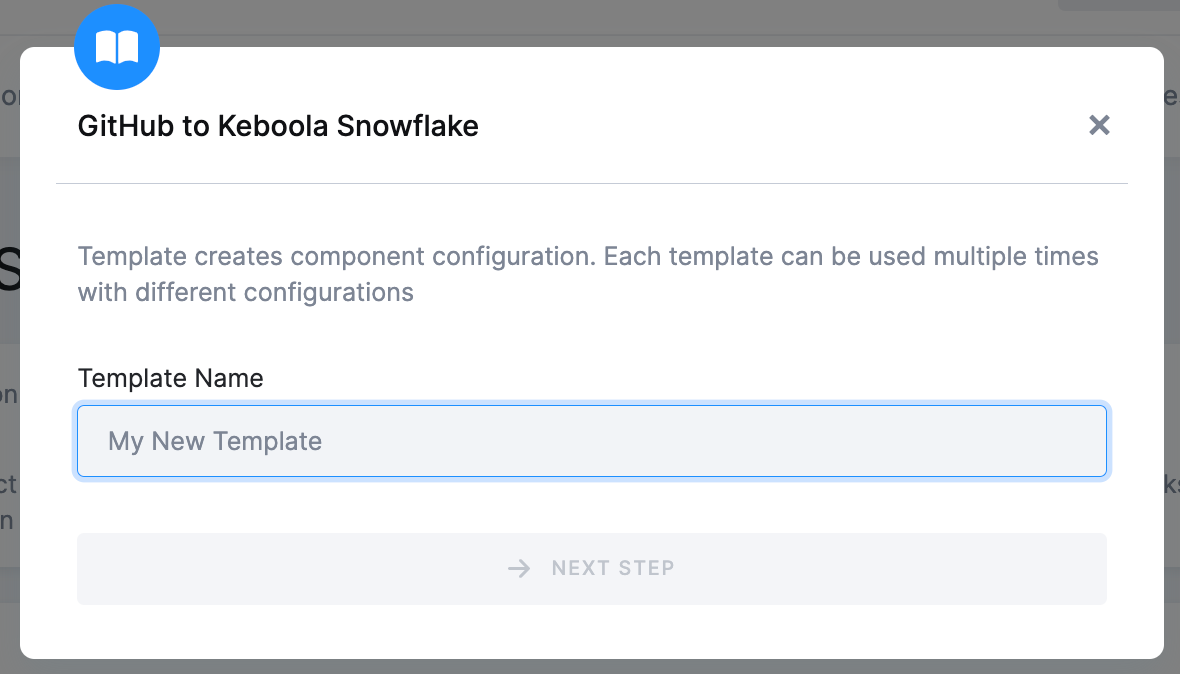 GitHub to Keboola Snowflake
Template creates component configuration. Each template can be used multiple times
with different configurations
Template Name
My New Template
NEXT STEP